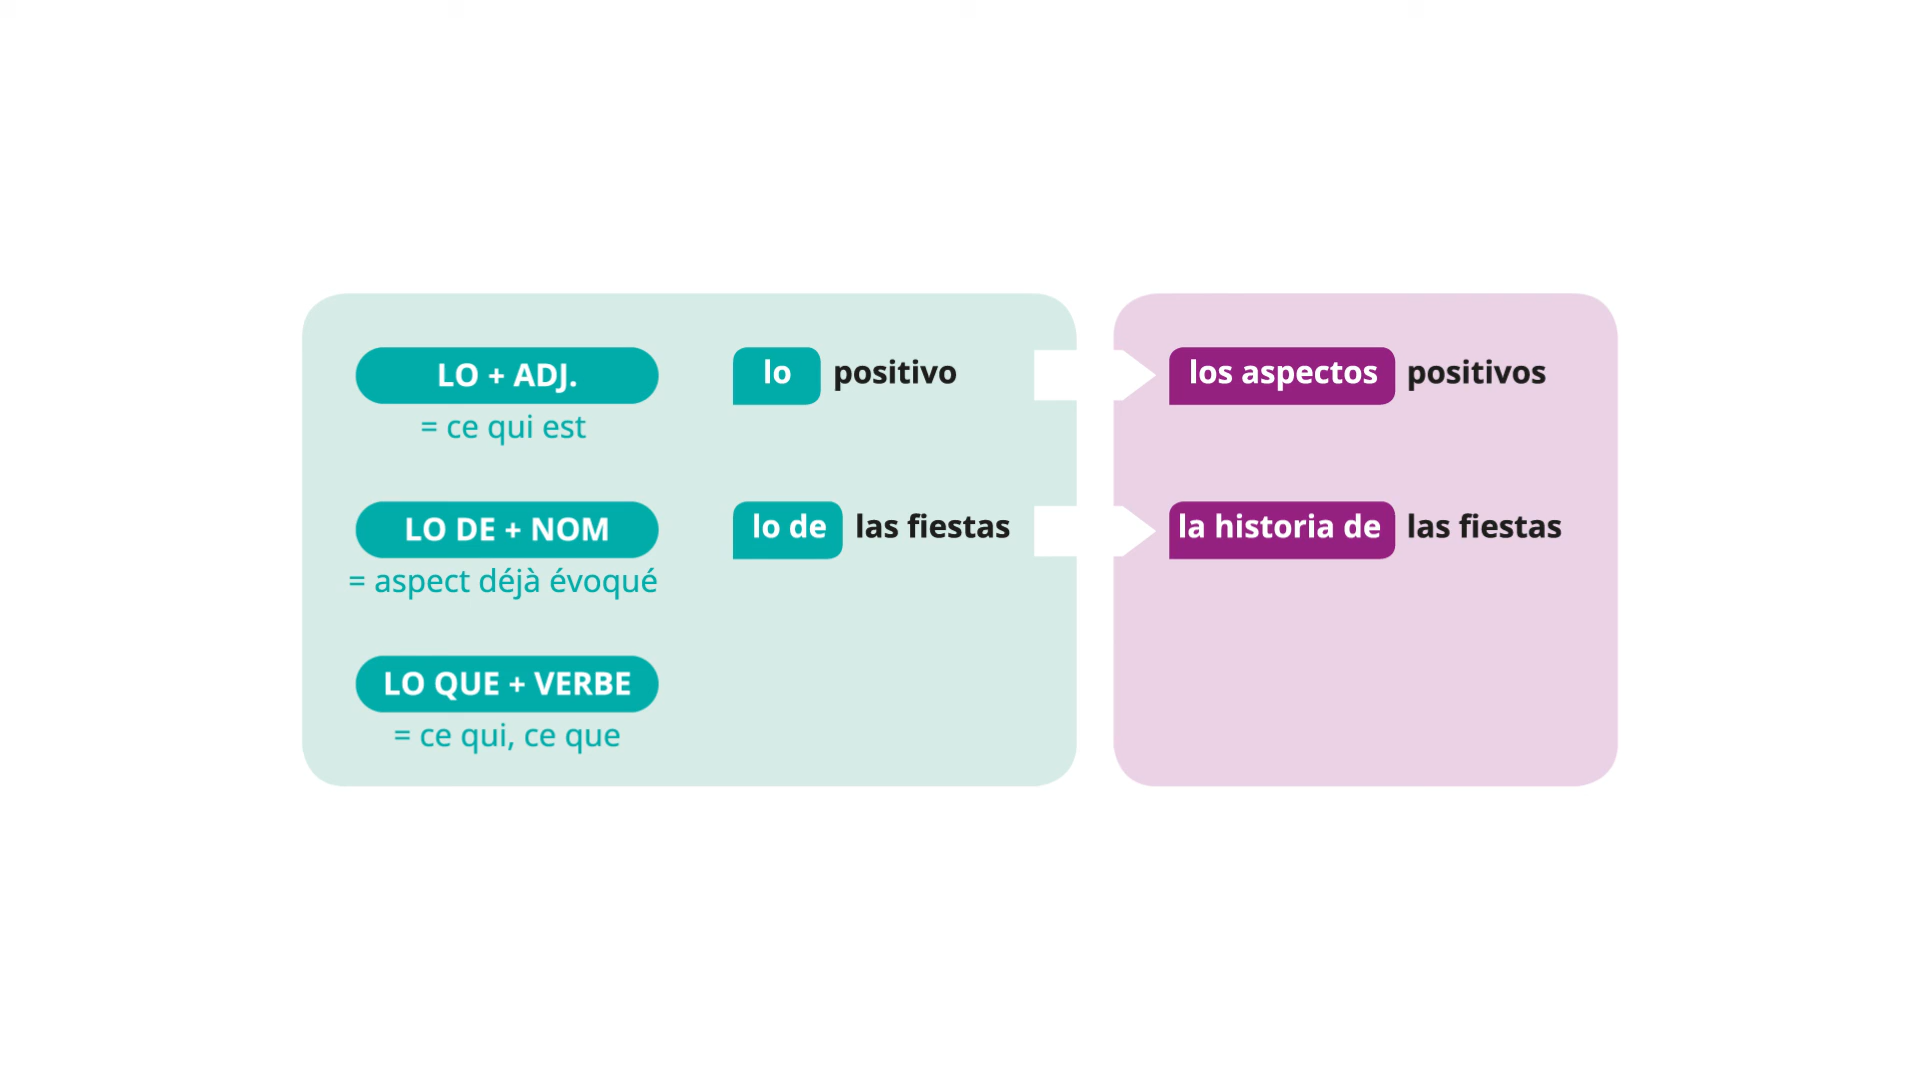 LO + ADJ. lo positivo los aspectos positivos
= ce qui est
LO DE + NOM lo de las fiestas la historia de las fiestas
= aspect déjà évoqué
LO QUE + VERBE
= ce qui, ce que